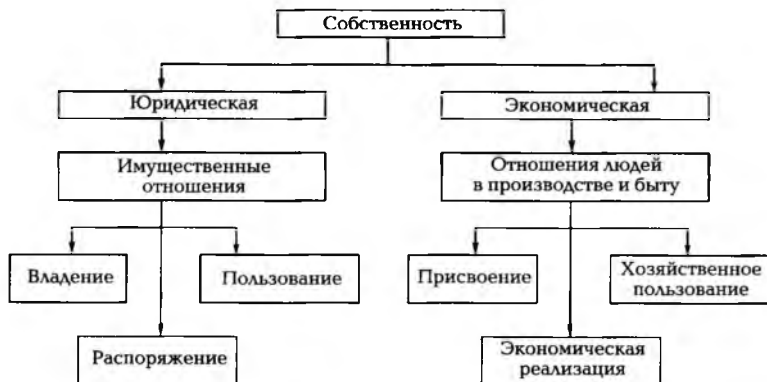 Собственность
Юридическая
Экономическая
Имущественные
отношения
Отношения людей
в производстве и быту
Владение
Пользование
Присвоение
Хозяйственное
пользование
Распоряжение
Экономическая
реализация